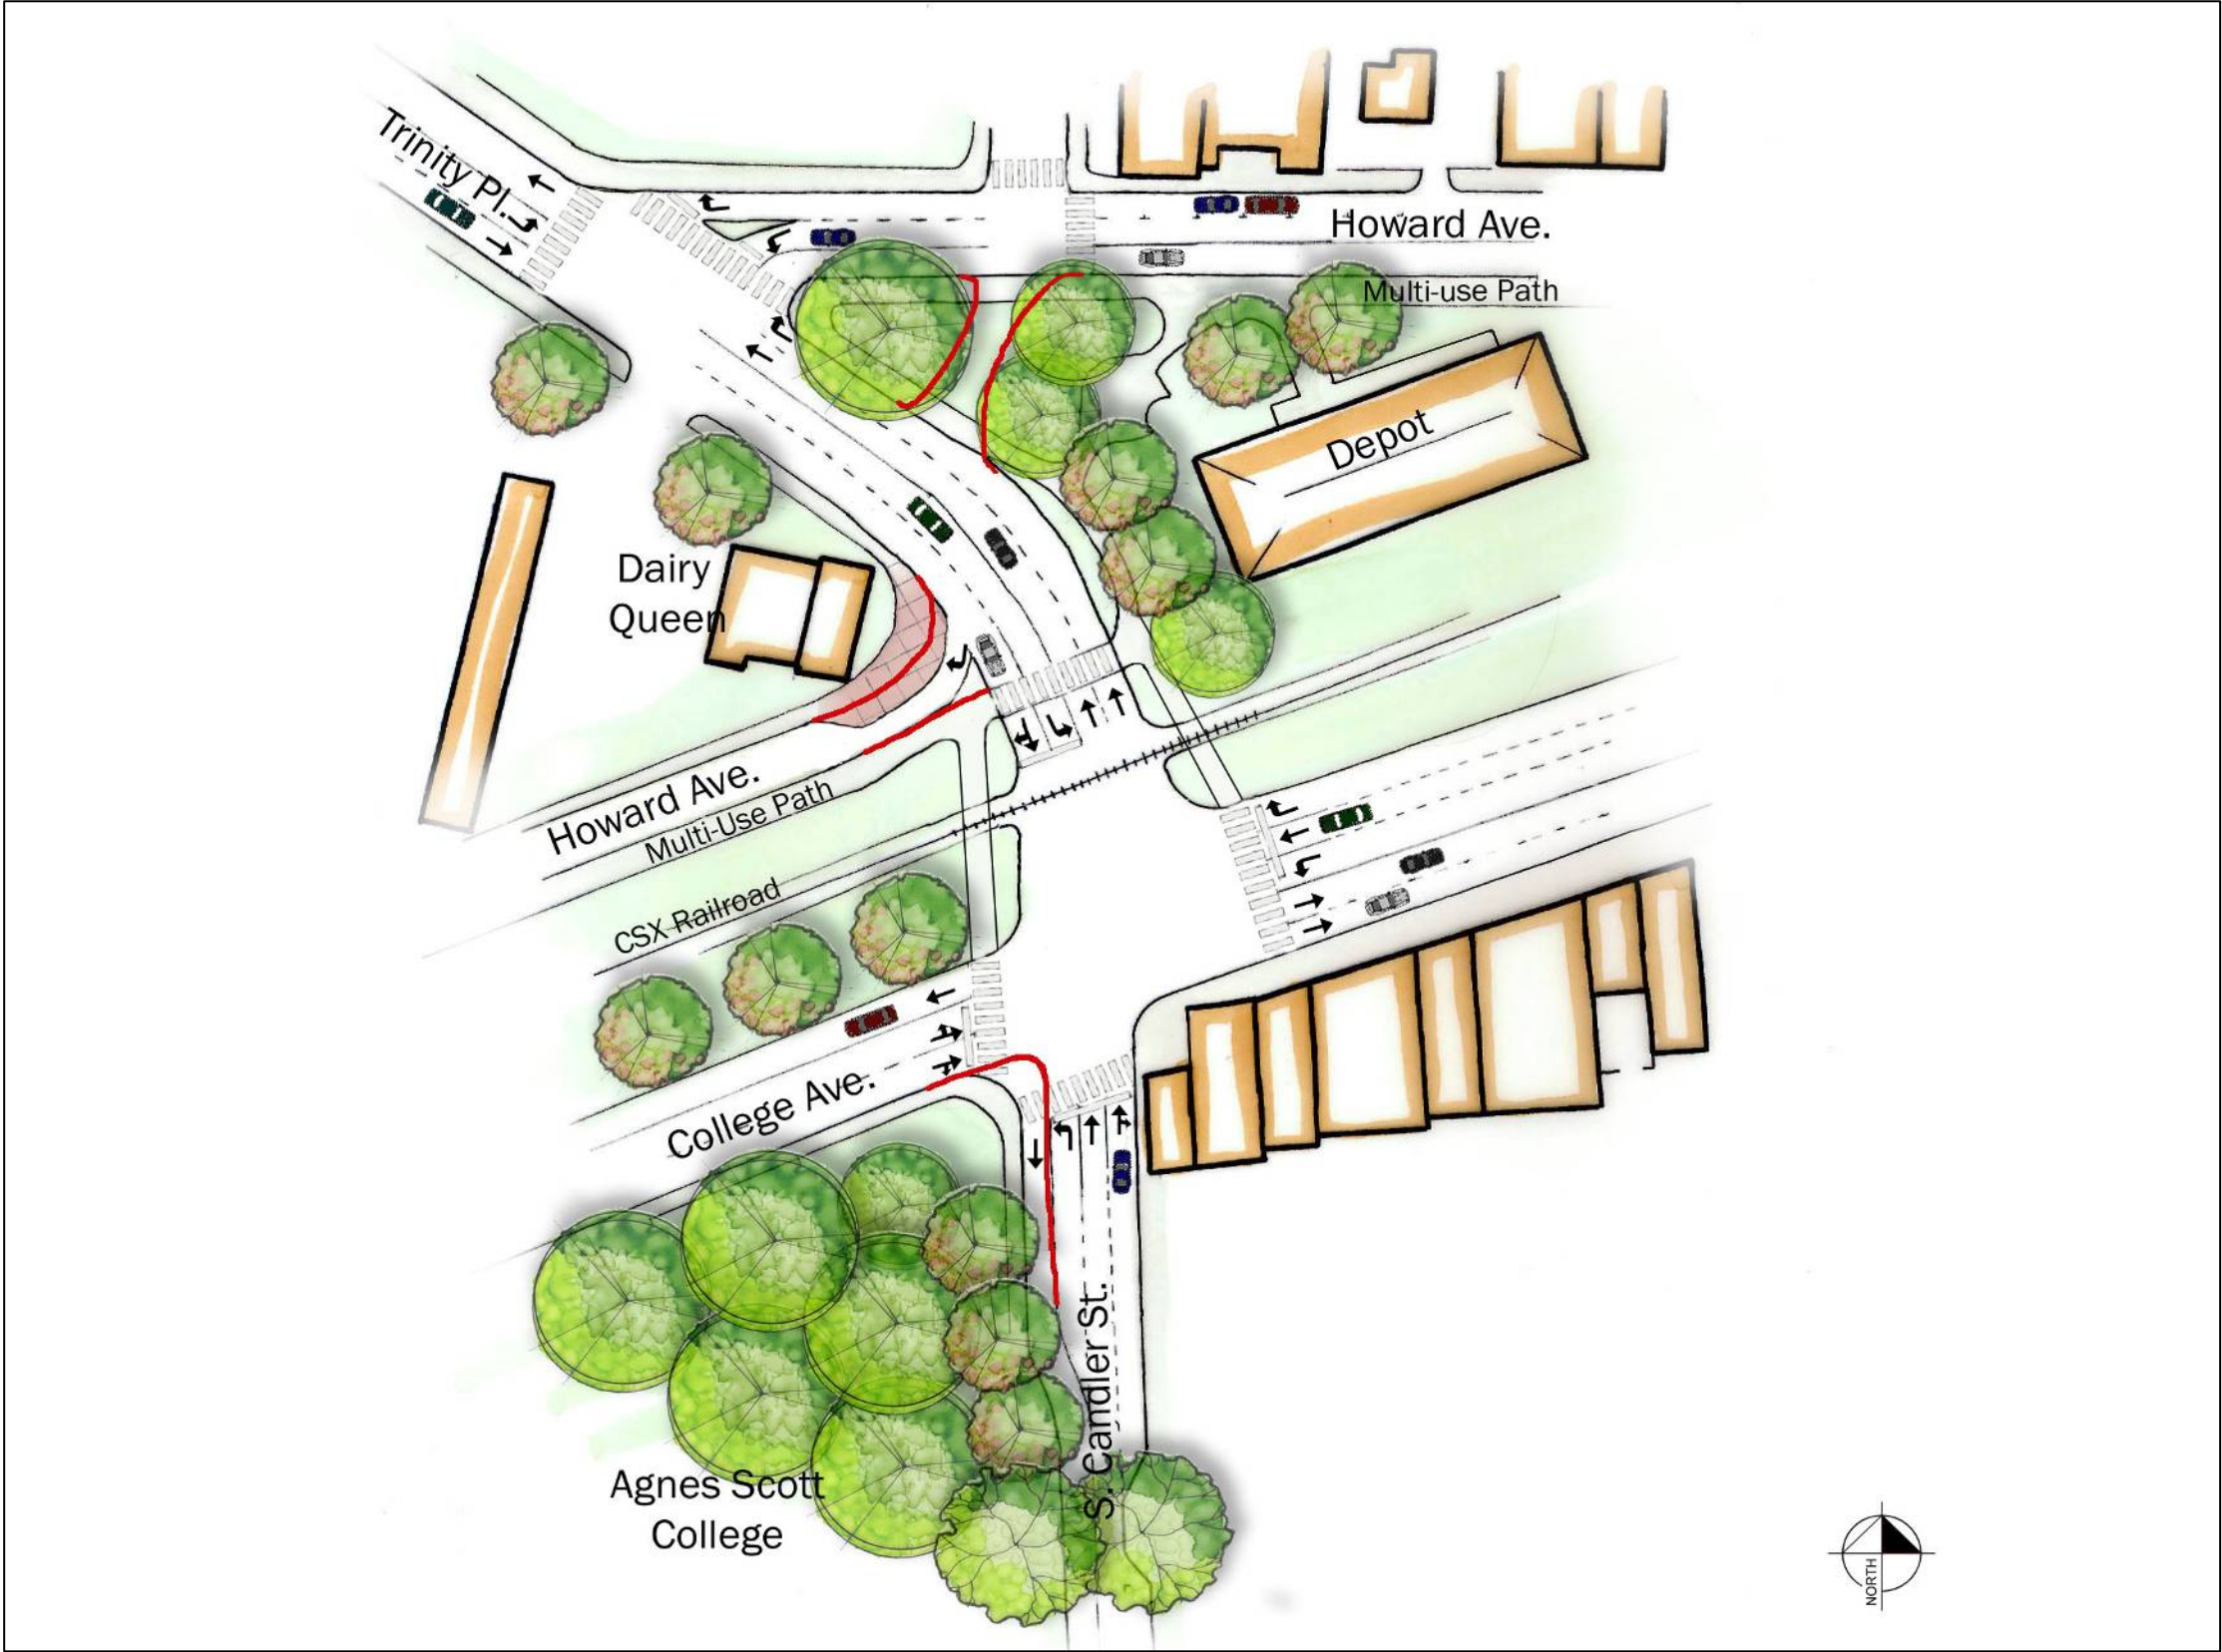 Trinity Pl.
Howard Ave.
Multi-use Path
Depot
Dairy
Queen
Howard Ave.
Multi-Use Path
CSX Railroad
College Ave.
S. Candler St.
Agnes Scott
College
NORTH